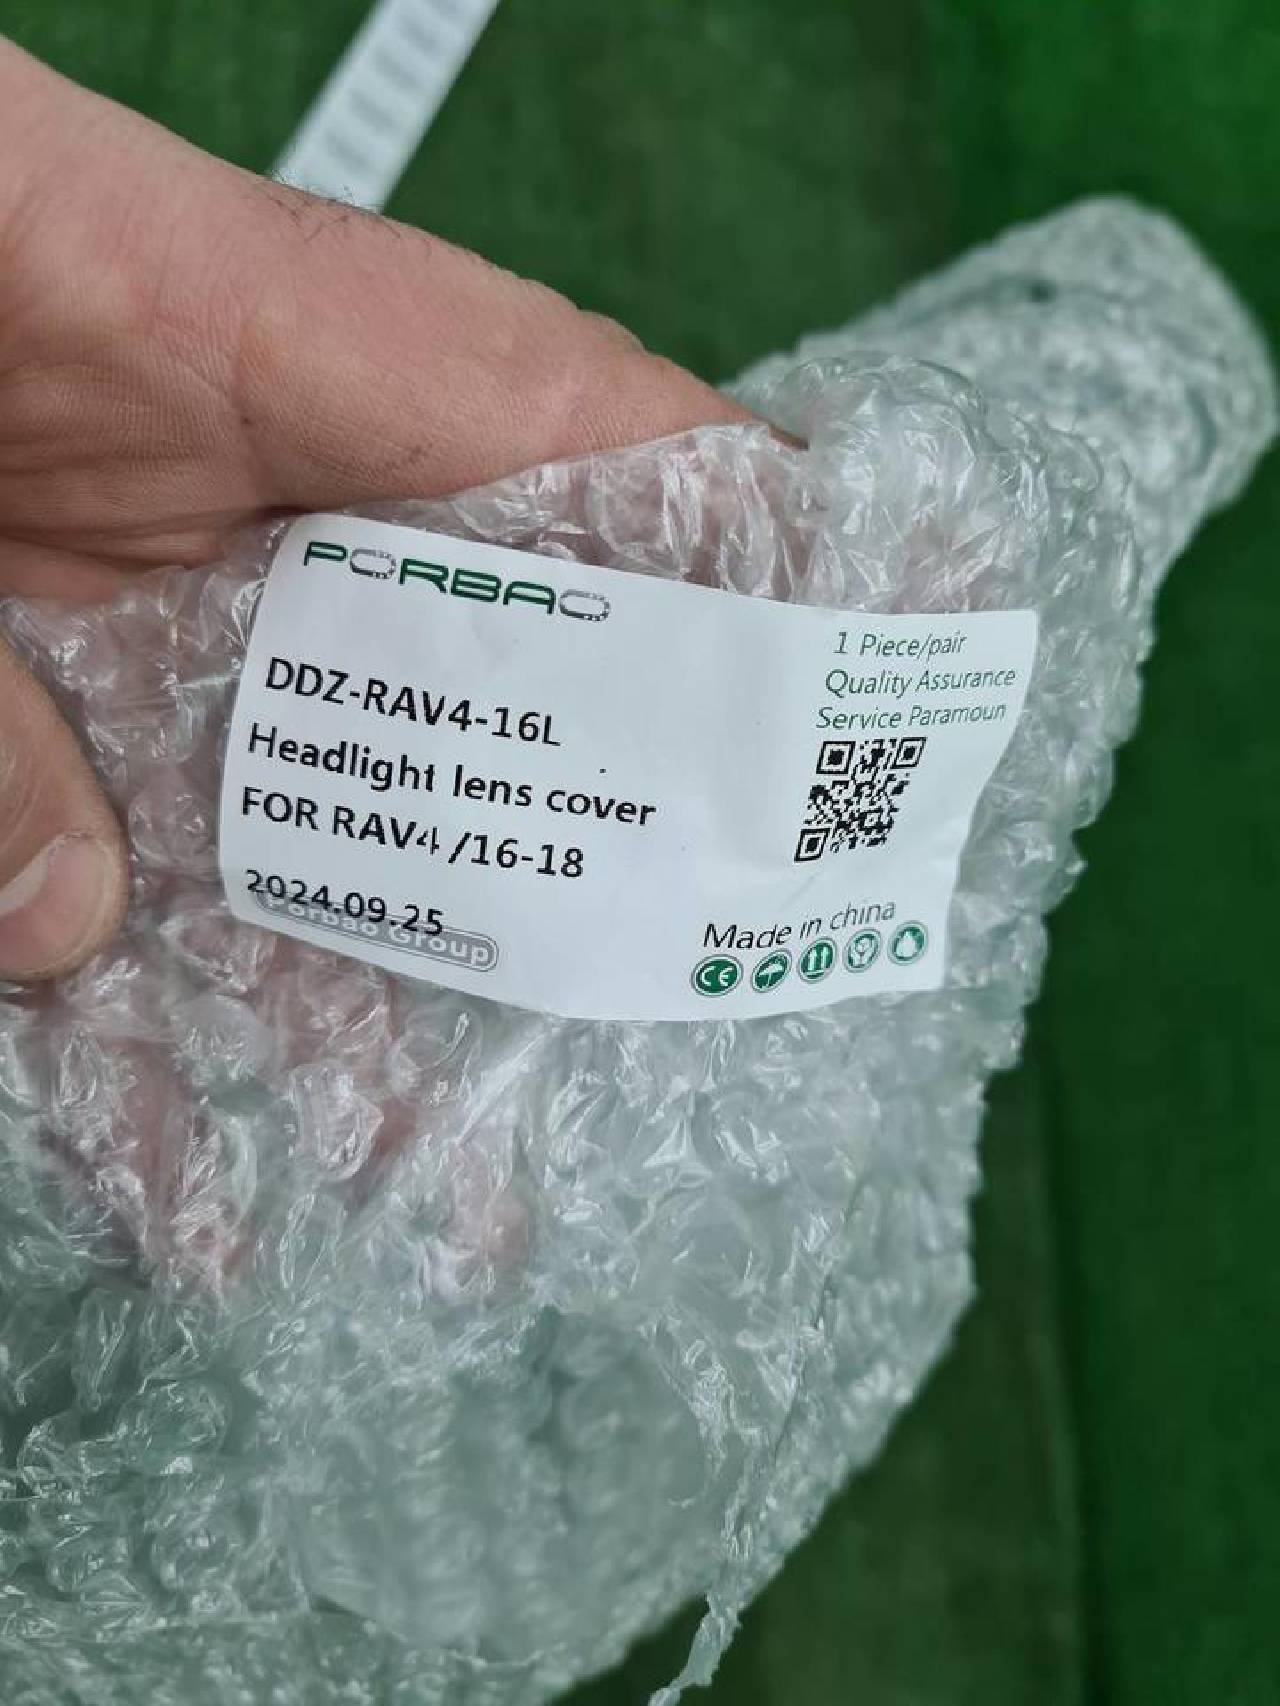 PORBAO
DDZ-RAV4-16L
Headlight lens cover
FOR RAV4 /16-18
2024.09.25
Porbao Group
1 Piece/pair
Quality Assurance
Service Paramoun
Made in china
CE